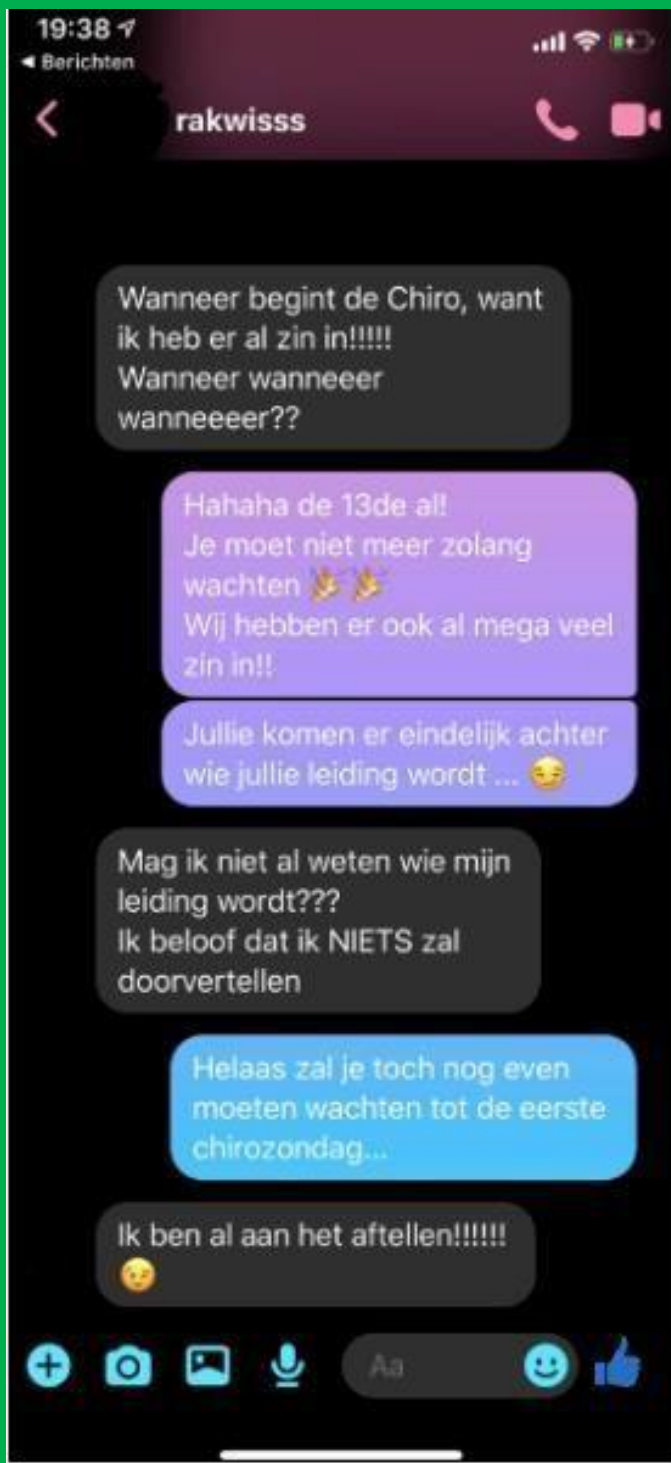 19:38
◄ Berichten
rakwisss
Wanneer begint de Chiro, want
ik heb er al zin in!!!!!
Wanneer wanneeer
wanneeeer??
Hahaha de 13de al!
Je moet niet meer zolang
wachten 🎉🎉
Wij hebben er ook al mega veel
zin in!!
Jullie komen er eindelijk achter
wie jullie leiding wordt ... 😏
Mag ik niet al weten wie mijn
leiding wordt???
Ik beloof dat ik NIETS zal
doorvertellen
Helaas zal je toch nog even
moeten wachten tot de eerste
chirozondag...
Ik ben al aan het aftellen!!!!!!
😉
Aa